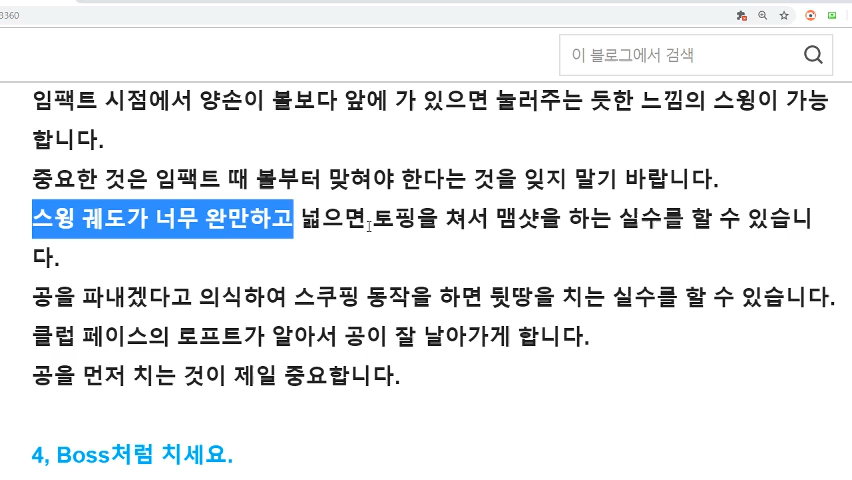 3360
이 블로그에서 검색
임팩트 시점에서 양손이 볼보다 앞에 가 있으면 눌러주는 듯한 느낌의 스윙이 가능
합니다.
중요한 것은 임팩트 때 볼부터 맞혀야 한다는 것을 잊지 말기 바랍니다.
스윙 궤도가 너무 완만하고 넓으면 토핑을 쳐서 맴샷을 하는 실수를 할 수 있습니
다.
공을 파내겠다고 의식하여 스쿠핑 동작을 하면 뒷땅을 치는 실수를 할 수 있습니다.
클럽 페이스의 로프트가 알아서 공이 잘 날아가게 합니다.
공을 먼저 치는 것이 제일 중요합니다.
4, Boss처럼 치세요.